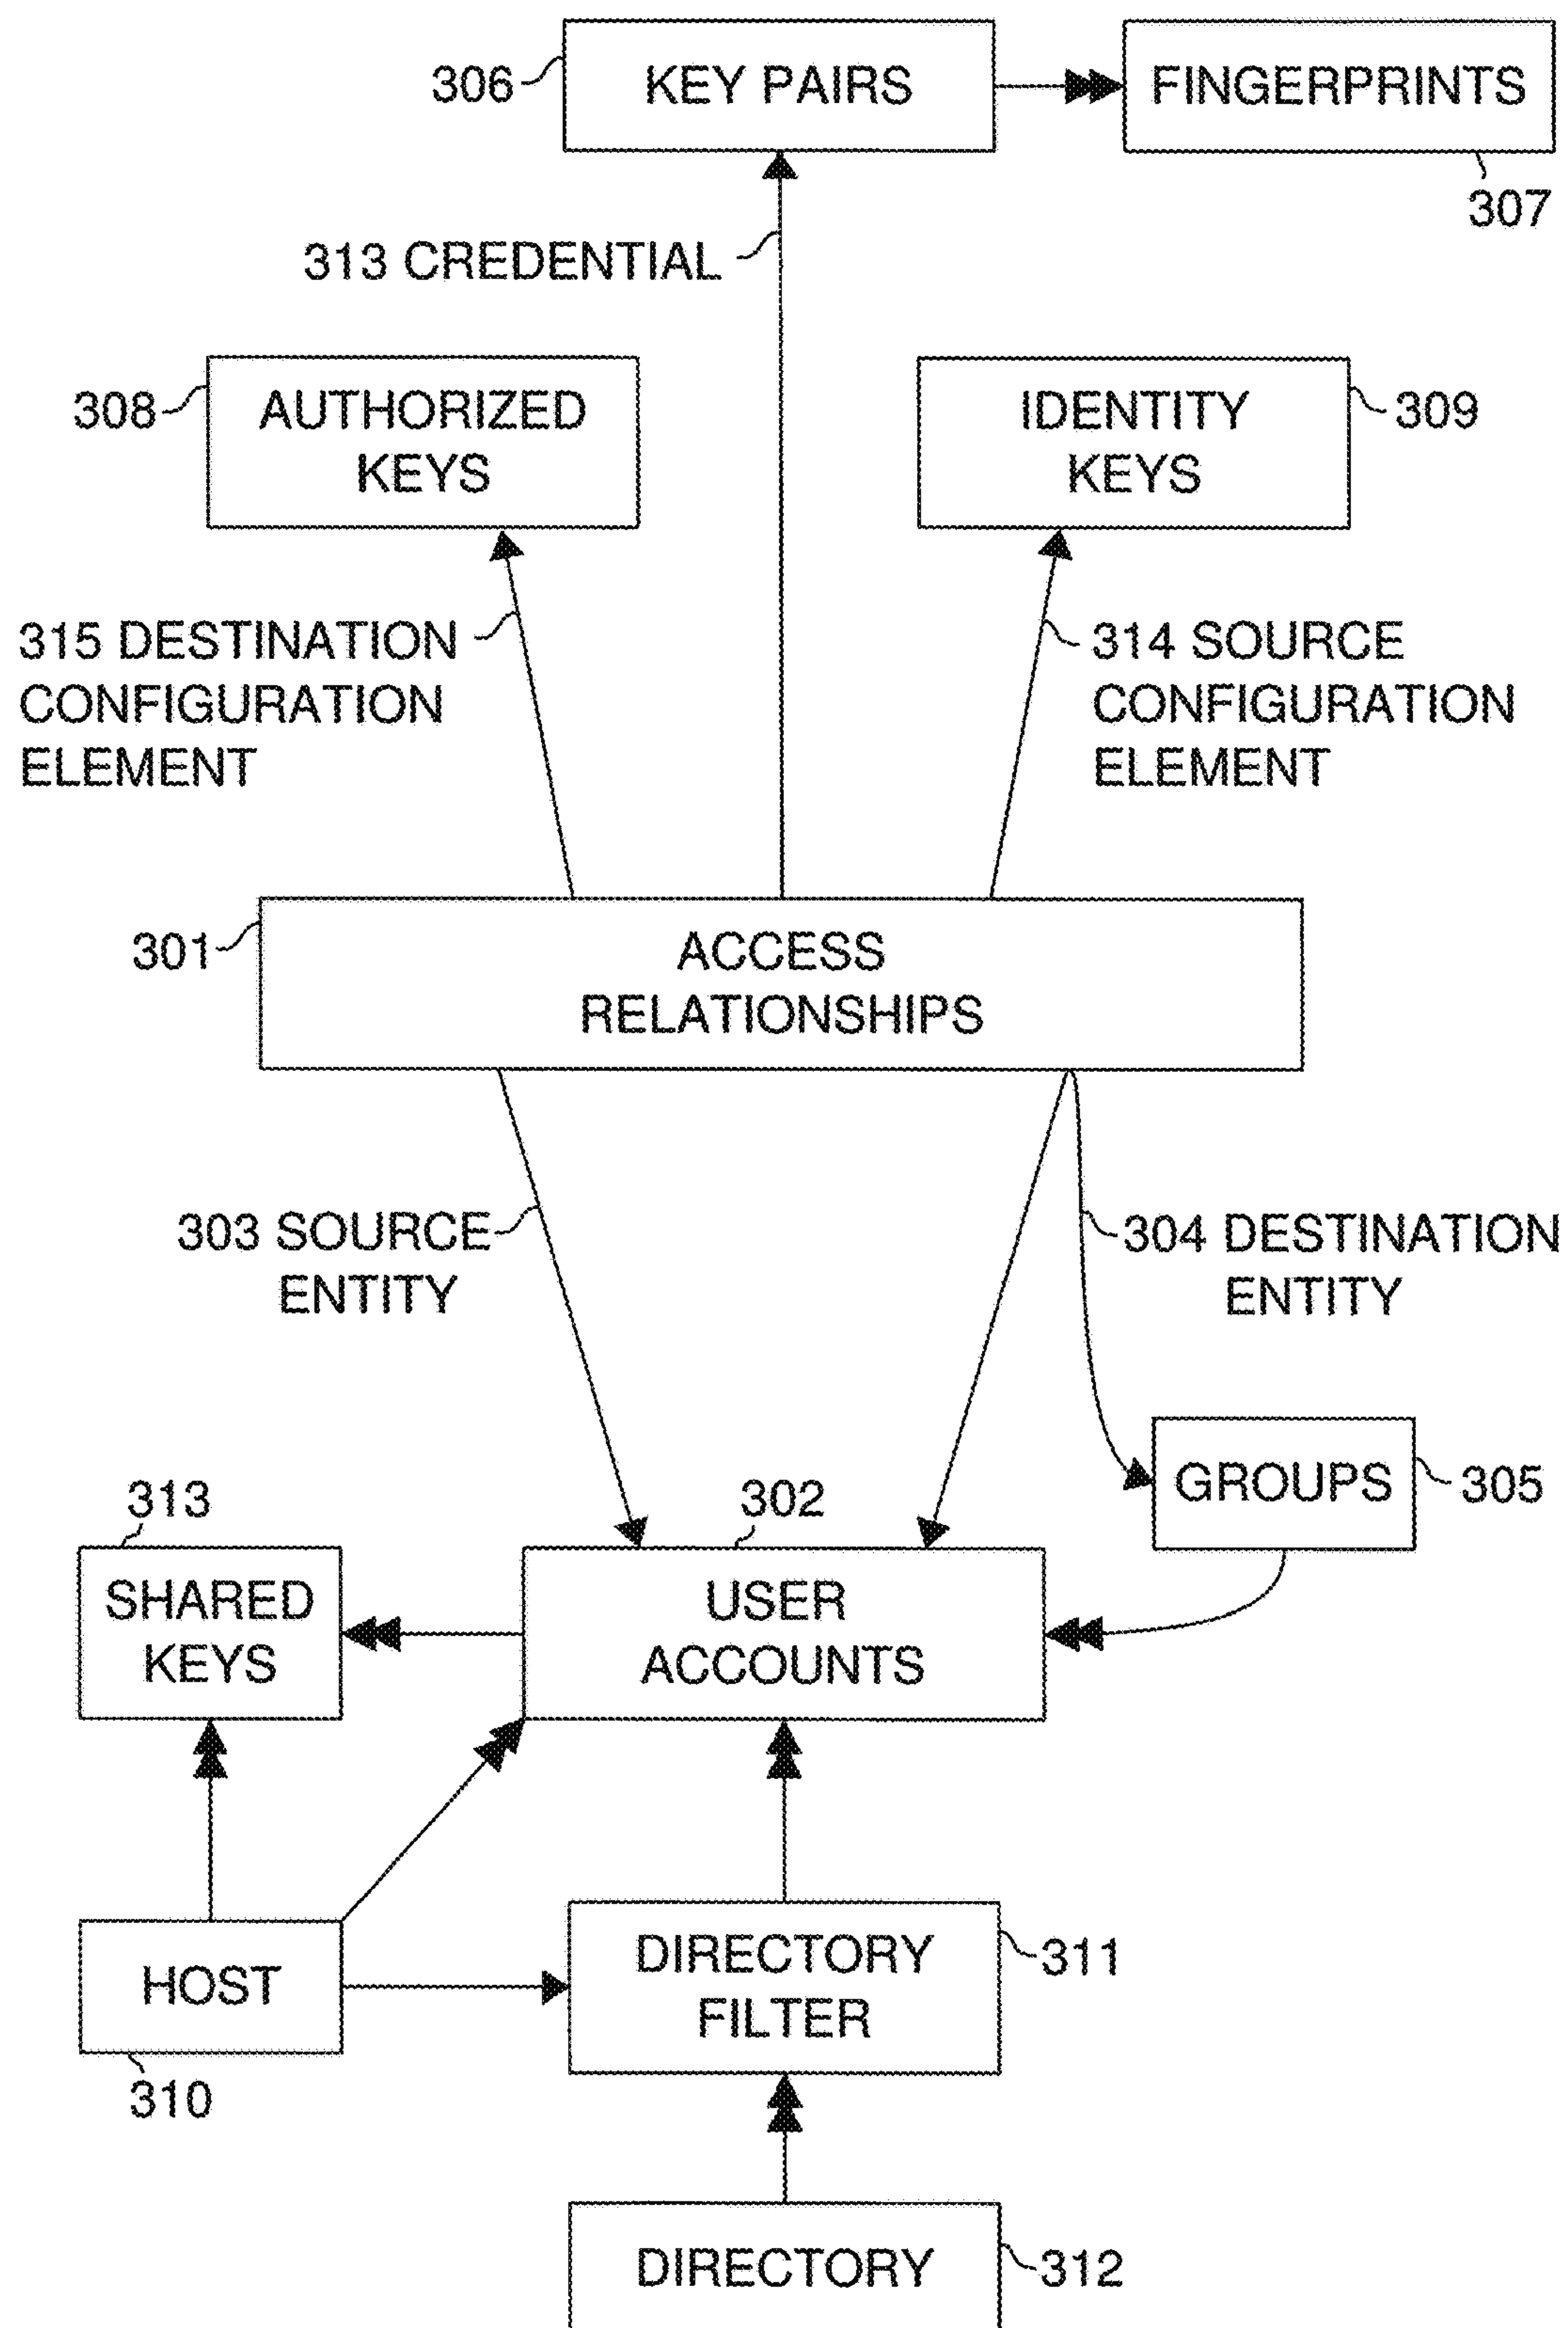 306
KEY PAIRS
FINGERPRINTS
307
313 CREDENTIAL
308
AUTHORIZED
KEYS
IDENTITY
KEYS
309
315 DESTINATION
CONFIGURATION
ELEMENT
314 SOURCE
CONFIGURATION
ELEMENT
301
ACCESS
RELATIONSHIPS
303 SOURCE
ENTITY
304 DESTINATION
ENTITY
313
302
GROUPS
305
SHARED
KEYS
USER
ACCOUNTS
HOST
310
DIRECTORY
FILTER
311
DIRECTORY
312